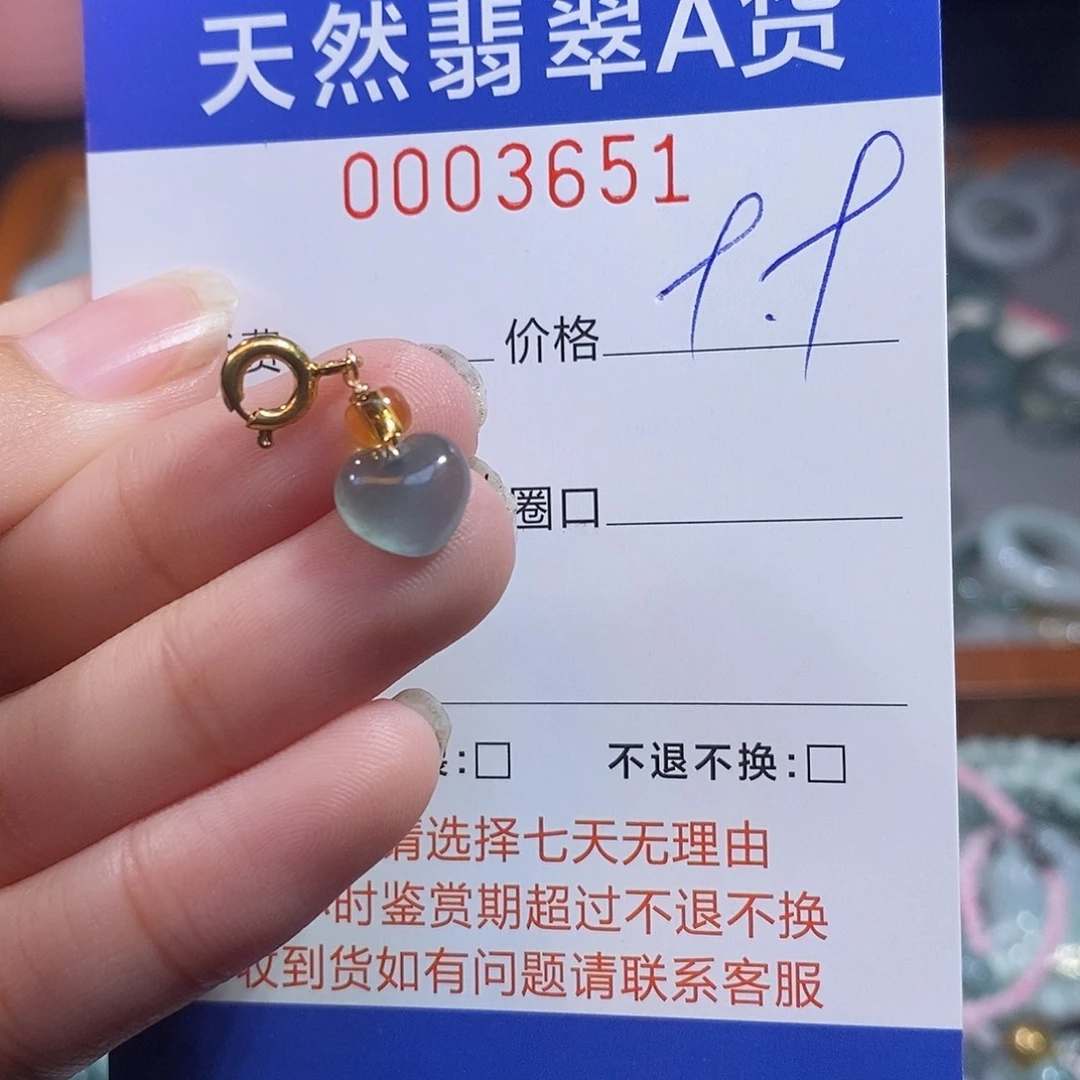 天然翡翠A货
0003651
价格
圈口
:□ 不退不换:□
请选择七天无理由
时鉴赏期超过不退不换
收到货如有问题请联系客服